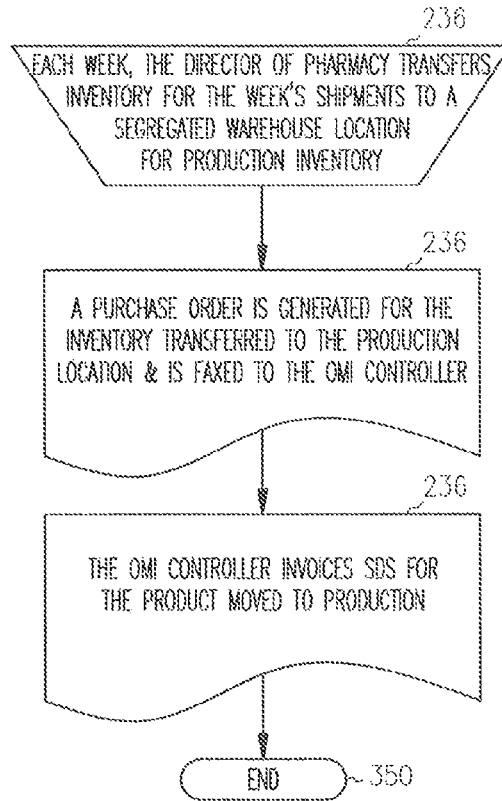 236
EACH WEEK, THE DIRECTOR OF PHARMACY TRANSFERS
INVENTORY FOR THE WEEK'S SHIPMENTS TO A
SEGREGATED WAREHOUSE LOCATION
FOR PRODUCTION INVENTORY
236
A PURCHASE ORDER IS GENERATED FOR THE
INVENTORY TRANSFERRED TO THE PRODUCTION
LOCATION & IS FAXED TO THE OMI CONTROLLER
236
THE OMI CONTROLLER INVOICES SDS FOR
THE PRODUCT MOVED TO PRODUCTION
END
350